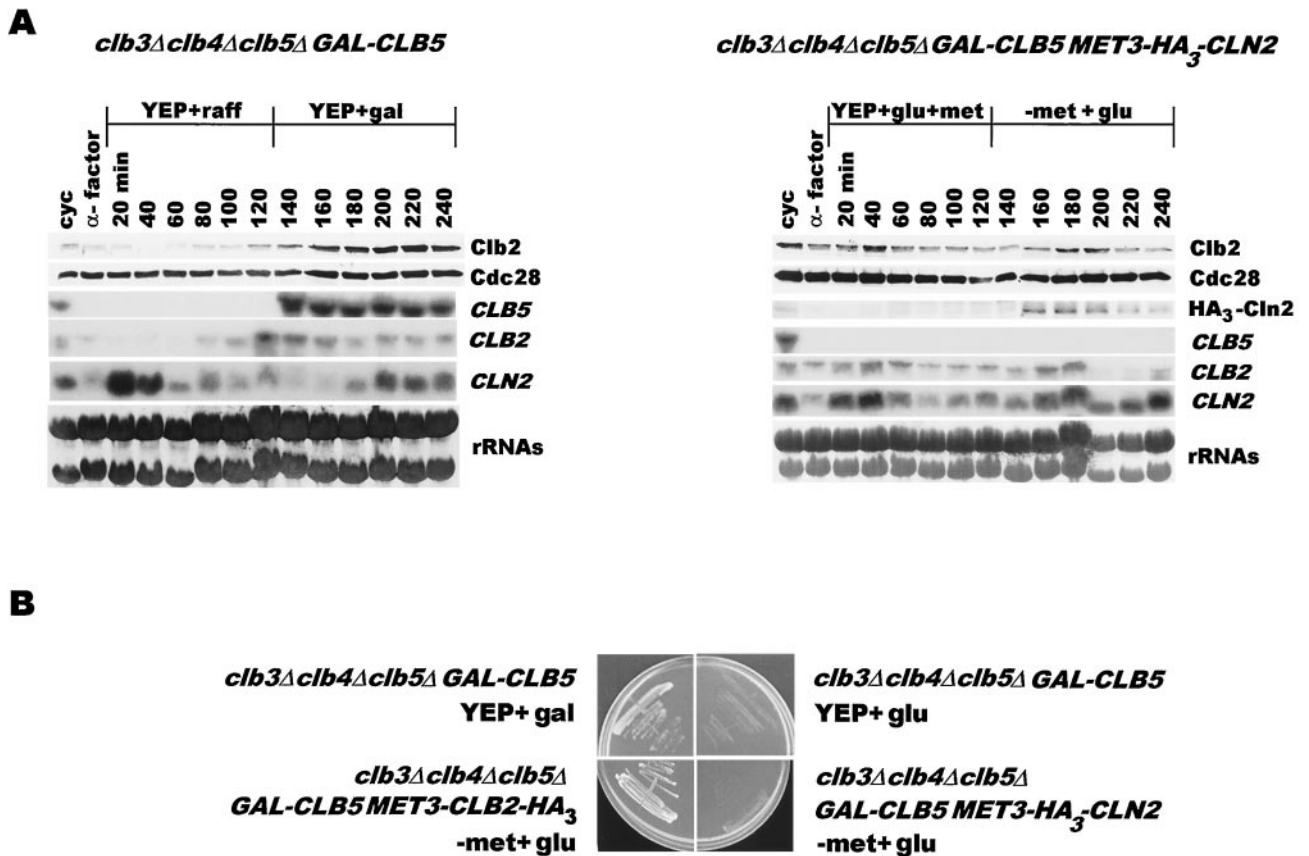 A
clb3Δclb4Δclb5Δ GAL-CLB5
YEP+raff
YEP+gal
cyc
α- factor
20 min
40
60
80
100
120
140
160
180
200
220
240
Clb2
Cdc28
CLB5
CLB2
CLN2
rRNAs
clb3Δclb4Δclb5Δ GAL-CLB5 MET3-HA3-CLN2
YEP+glu+met
-met + glu
cyc
α- factor
20 min
40
60
80
100
120
140
160
180
200
220
240
Clb2
Cdc28
HA3-Cln2
CLB5
CLB2
CLN2
rRNAs
B
clb3Δclb4Δclb5Δ GAL-CLB5
YEP+ gal
clb3Δclb4Δclb5Δ GAL-CLB5
YEP+ glu
clb3Δclb4Δclb5Δ
GAL-CLB5 MET3-CLB2-HA3
-met+ glu
clb3Δclb4Δclb5Δ
GAL-CLB5 MET3-HA3-CLN2
-met+ glu